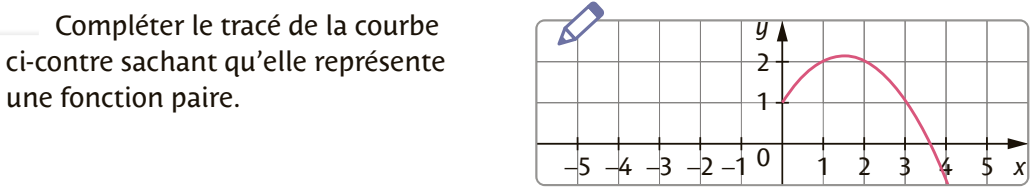 Compléter le tracé de la courbe
ci-contre sachant qu’elle représente
une fonction paire.
y
2
1
0
–5 –4 –3 –2 –1 1 2 3 4 5 x